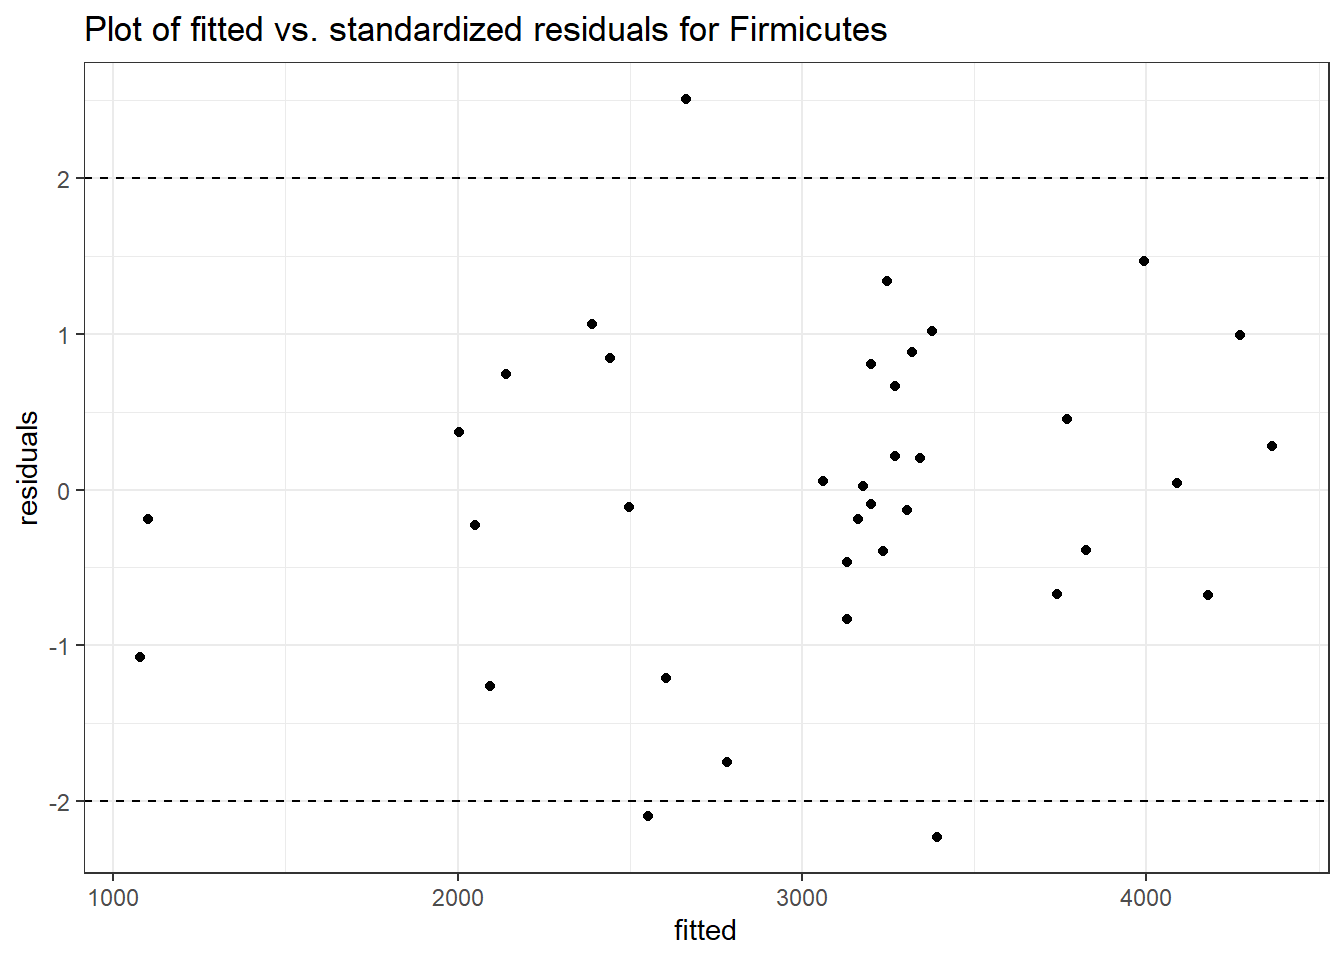 Plot of fitted vs. standardized residuals for Firmicutes
2
1
0
-1
-2
residuals
1000 2000 3000 4000
fitted